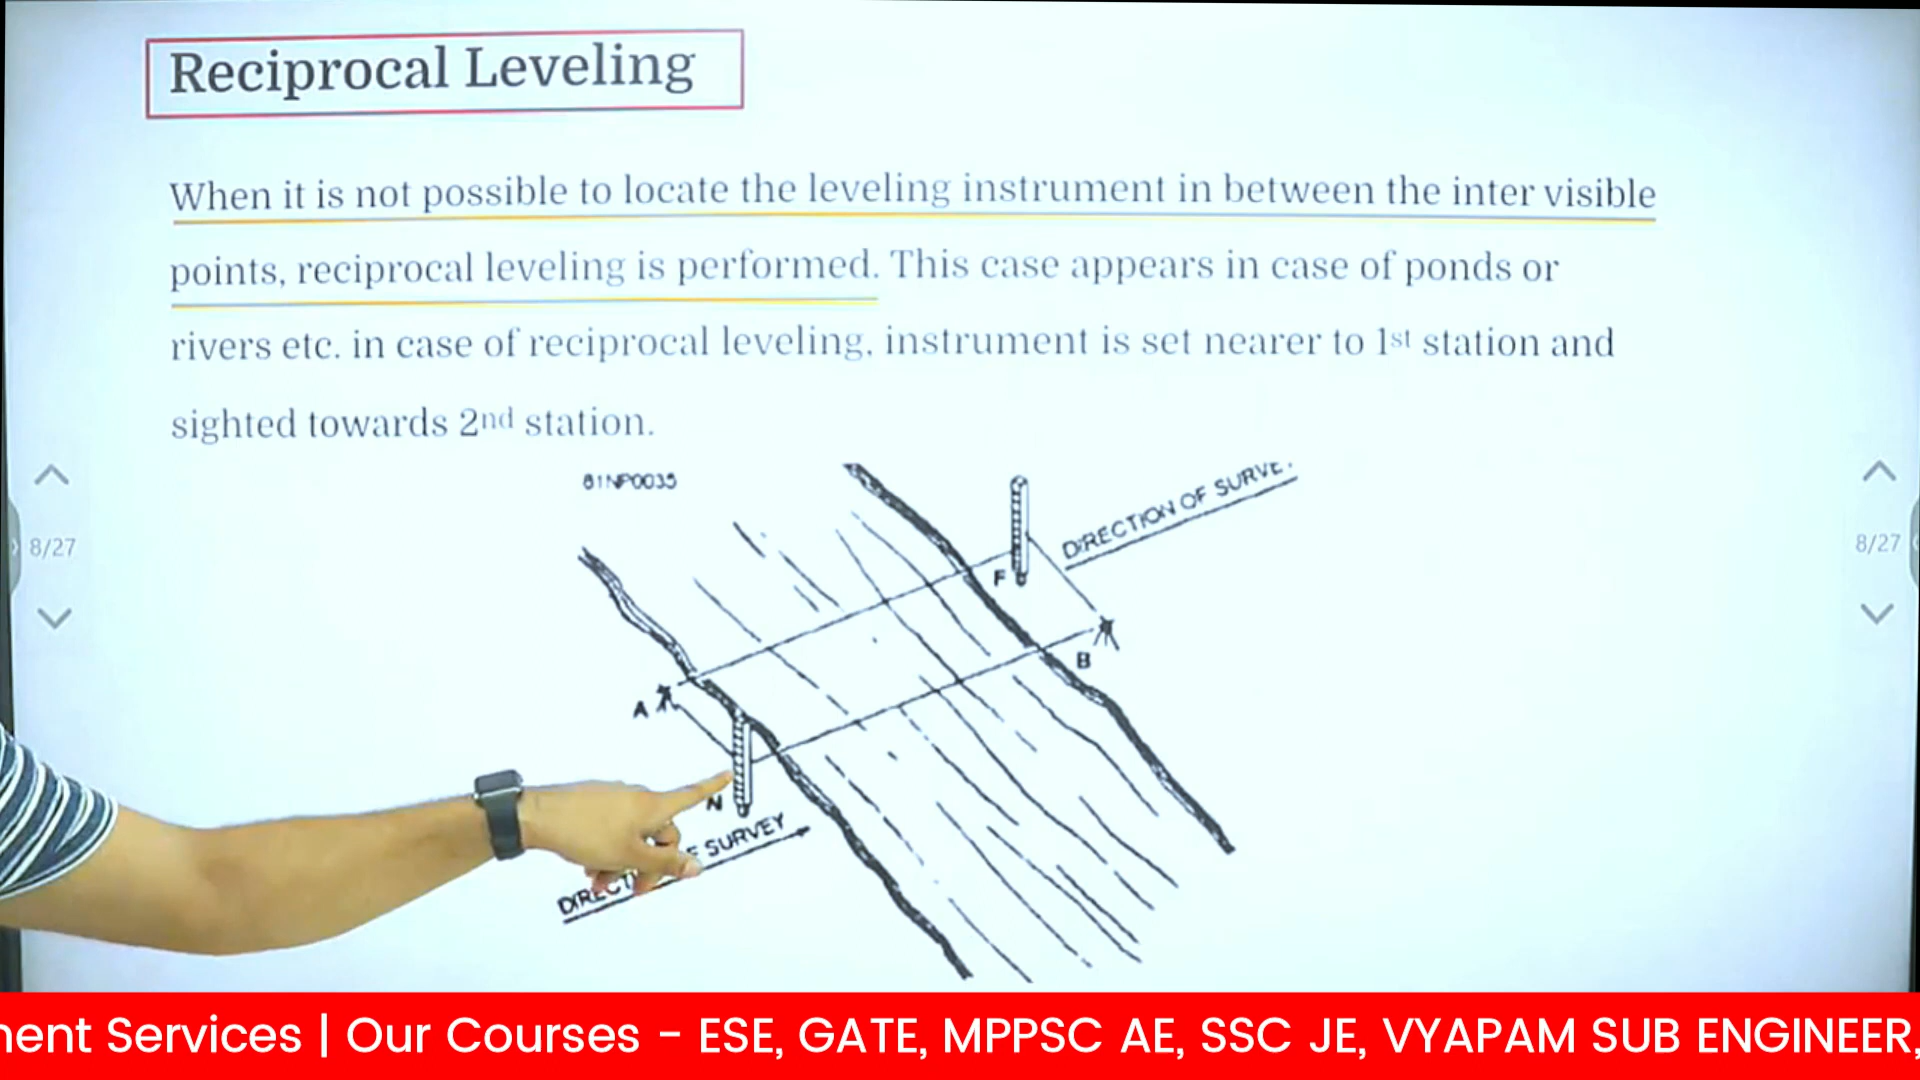 Reciprocal Leveling
When it is not possible to locate the leveling instrument in between the inter visible
points, reciprocal leveling is performed. This case appears in case of ponds or
rivers etc. in case of reciprocal leveling, instrument is set nearer to 1st station and
sighted towards 2nd station.
81NP0035
DIRECTION OF SURVE
8/27
8/27
F
B
A
N
SURVEY
Services | Our Courses - ESE, GATE, MPPSC AE, SSC JE, VYAPAM SUB ENGINEER,